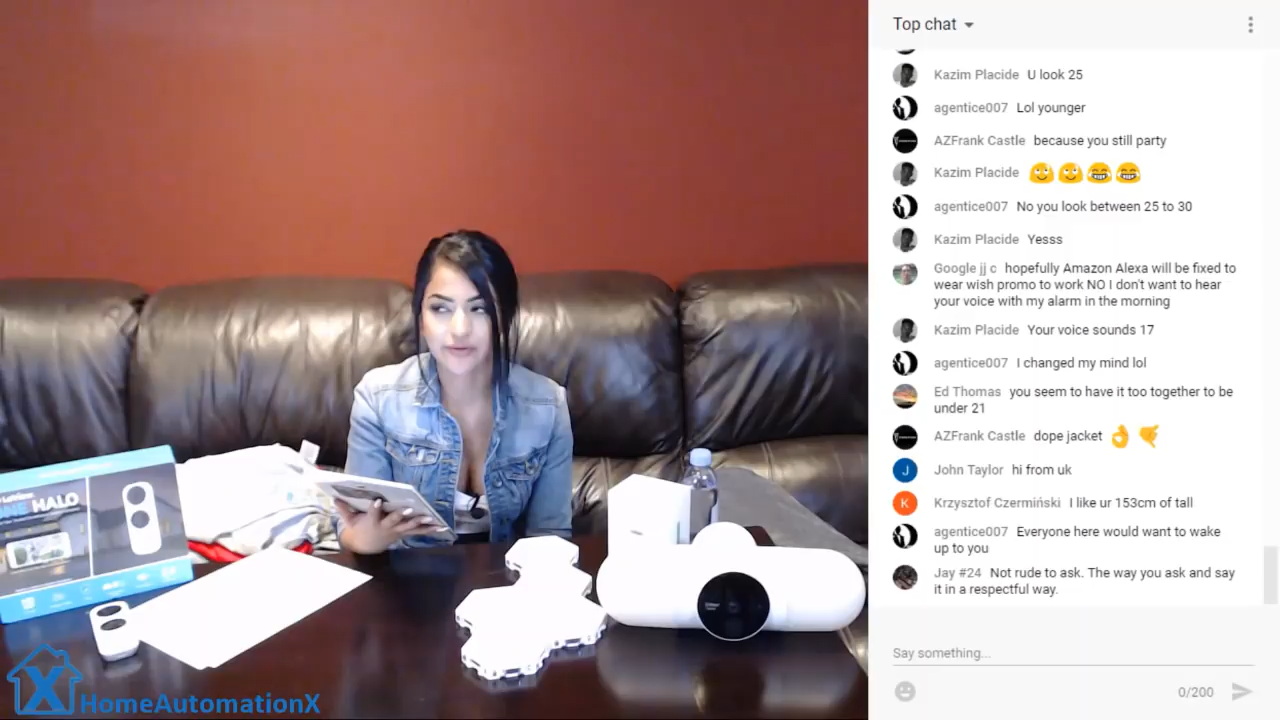 Top chat
Kazim Placide U look 25
agentice007 Lol younger
AZFrank Castle because you still party
Kazim Placide 🙄🙄😂😂
agentice007 No you look between 25 to 30
Kazim Placide Yesss
Google jj c hopefully Amazon Alexa will be fixed to
wear wish promo to work NO I don't want to hear
your voice with my alarm in the morning
Kazim Placide Your voice sounds 17
agentice007 I changed my mind lol
Ed Thomas you seem to have it too together to be
under 21
AZFrank Castle dope jacket 👌🤙
J John Taylor hi from uk
K Krzysztof Czermiński I like ur 153cm of tall
agentice007 Everyone here would want to wake
up to you
Jay #24 Not rude to ask. The way you ask and say
it in a respectful way.
Say something...
0/200
LaView
ONE HALO
X HomeAutomationX